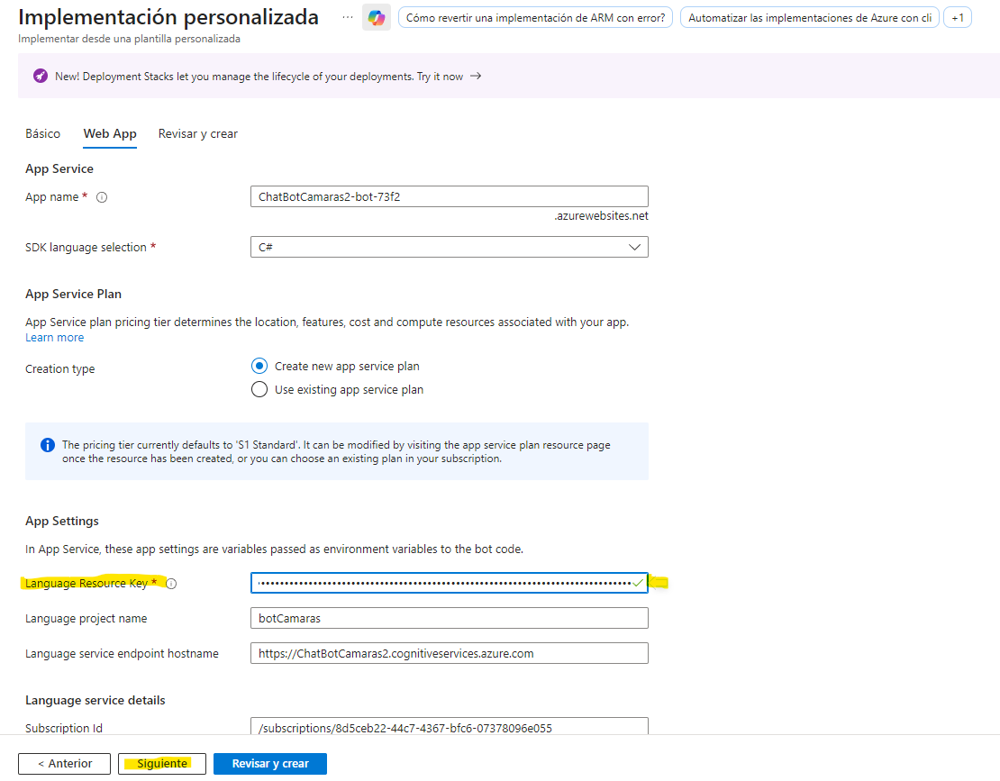 Implementación personalizada
...
Cómo revertir una implementación de ARM con error?
Automatizar las implementaciones de Azure con cli
+1
Implementar desde una plantilla personalizada
New! Deployment Stacks let you manage the lifecycle of your deployments. Try it now →
Básico
Web App
Revisar y crear
App Service
App name *
ChatBotCamaras2-bot-73f2
.azurewebsites.net
SDK language selection *
C#
App Service Plan
App Service plan pricing tier determines the location, features, cost and compute resources associated with your app.
Learn more
Creation type
Create new app service plan
Use existing app service plan
The pricing tier currently defaults to 'S1 Standard'. It can be modified by visiting the app service plan resource page
once the resource has been created, or you can choose an existing plan in your subscription.
App Settings
In App Service, these app settings are variables passed as environment variables to the bot code.
Language Resource Key *
Language project name
botCamaras
Language service endpoint hostname
https://ChatBotCamaras2.cognitiveservices.azure.com
Language service details
Subscription Id
/subscriptions/8d5ceb22-44c7-4367-bfc6-07378096e055
< Anterior
Siguiente
Revisar y crear